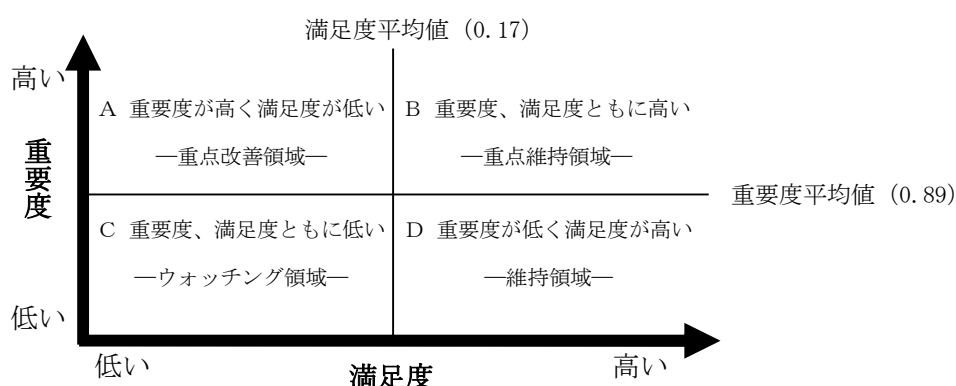 満足度平均値（0.17）
高い
A 重要度が高く満足度が低い
B 重要度、満足度ともに高い
―重点改善領域―
―重点維持領域―
重要度
重要度平均値（0.89）
C 重要度、満足度ともに低い
D 重要度が低く満足度が高い
―ウォッチング領域―
―維持領域―
低い
低い
満足度
高い